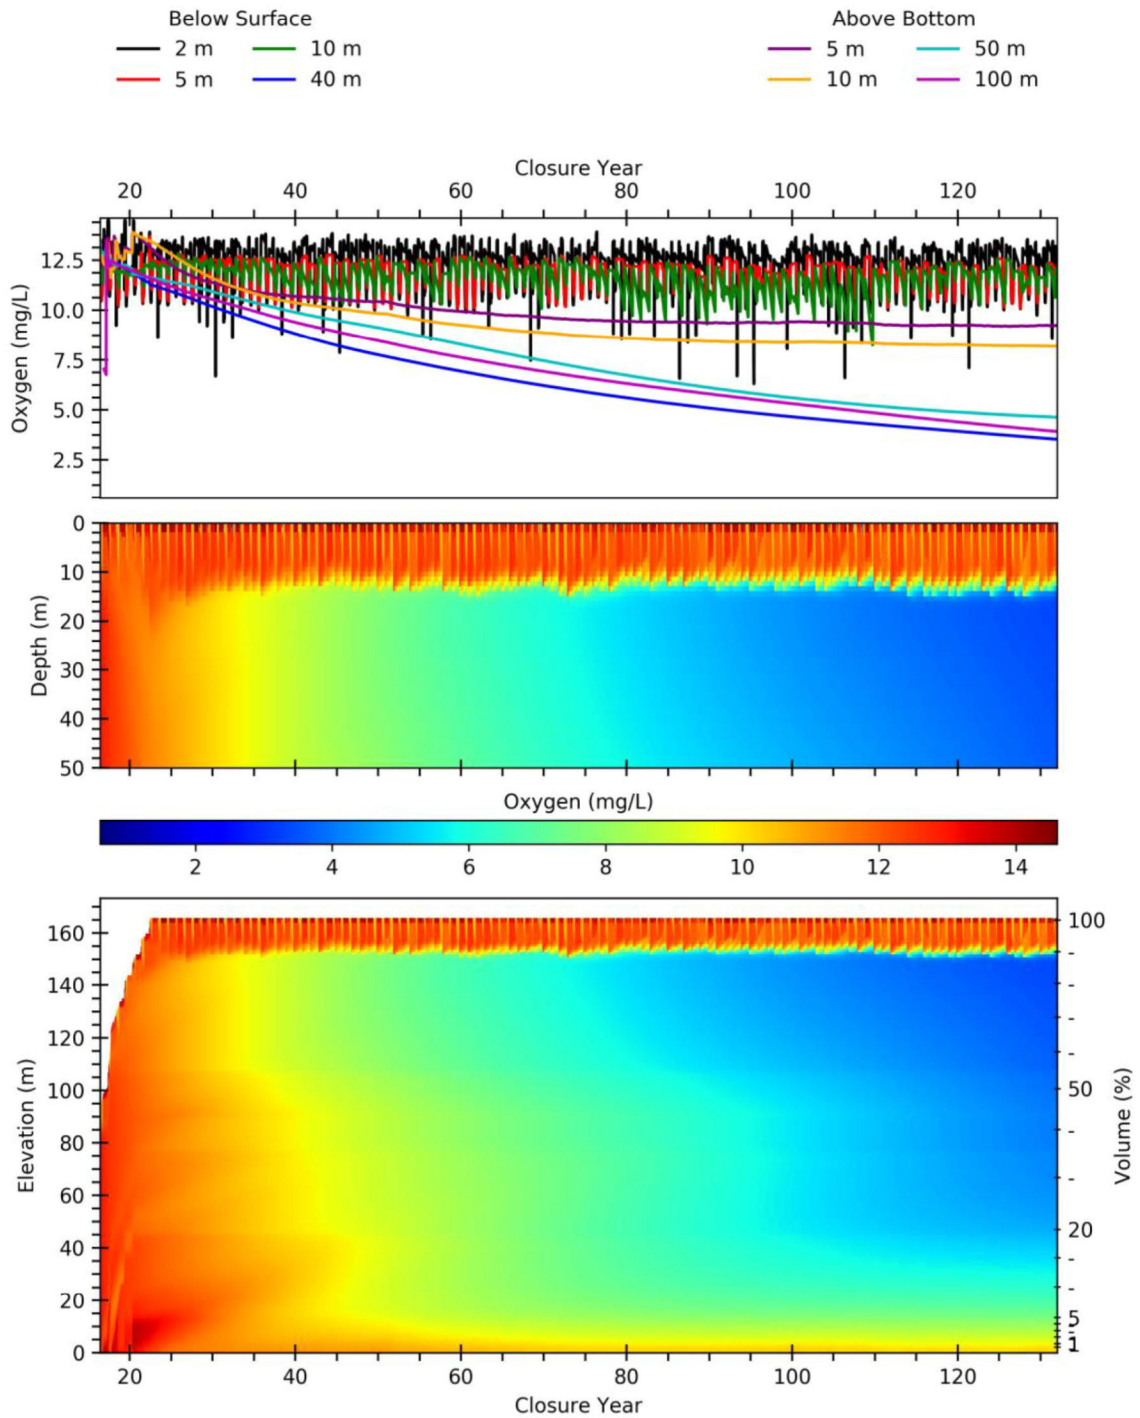 Below Surface
2 m 10 m
5 m 40 m
Above Bottom
5 m 50 m
10 m 100 m
Closure Year
20 40 60 80 100 120
Oxygen (mg/L)
12.5
10.0
7.5
5.0
2.5
Depth (m)
0
10
20
30
40
50
Oxygen (mg/L)
2 4 6 8 10 12 14
Elevation (m)
160
140
120
100
80
60
40
20
0
Volume (%)
100
50
20
5
1
20 40 60 80 100 120
Closure Year